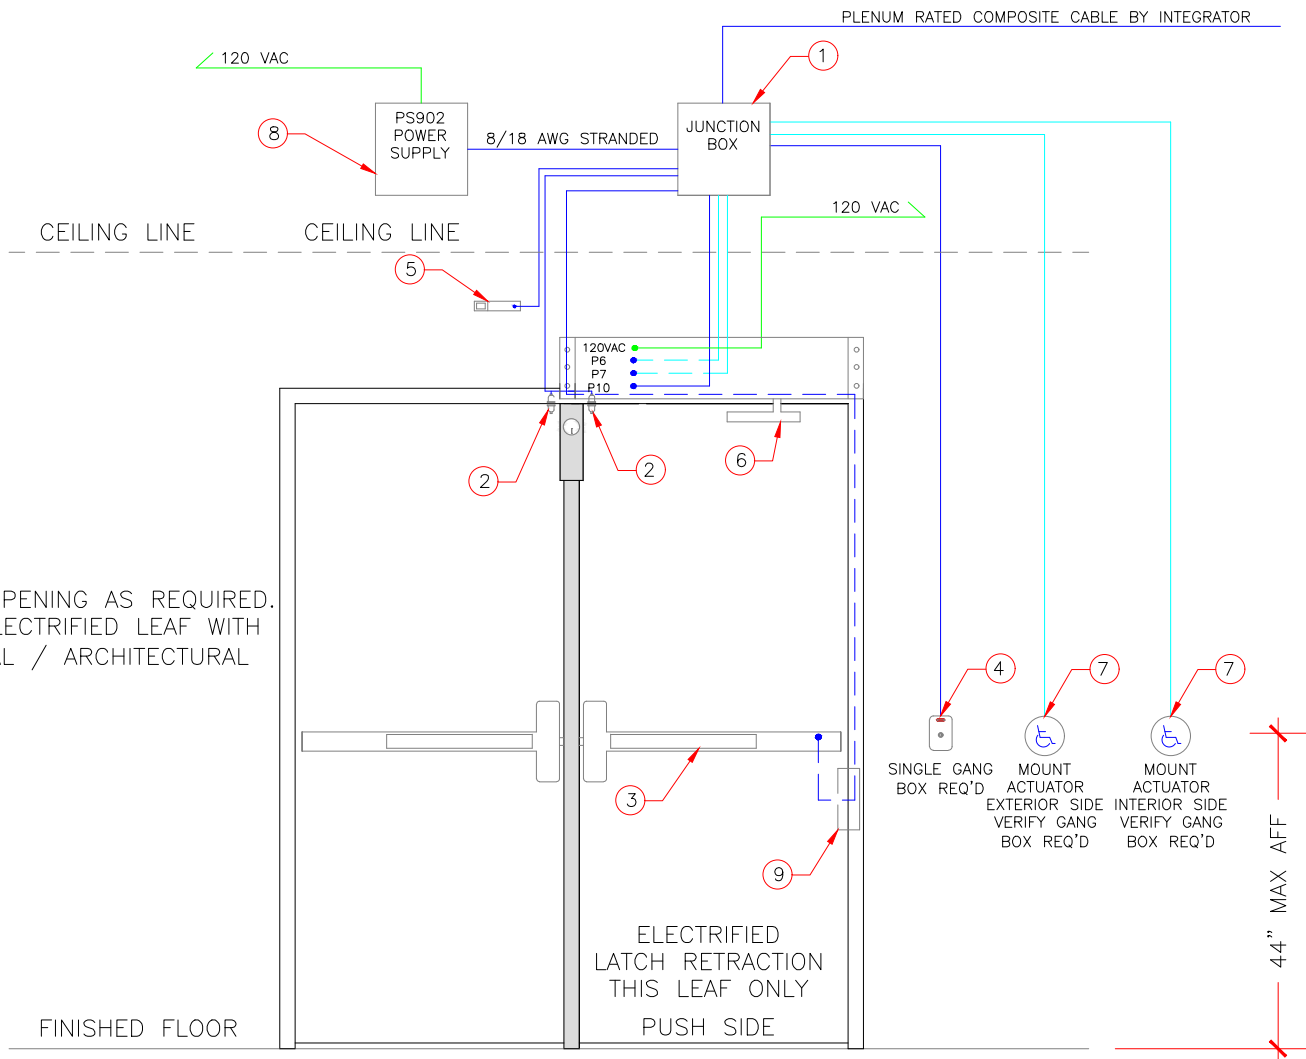 PLENUM RATED COMPOSITE CABLE BY INTEGRATOR
120 VAC
1
PS902
POWER
SUPPLY
8
8/18 AWG STRANDED
JUNCTION
BOX
120 VAC
CEILING LINE
CEILING LINE
5
120VAC
P6
P7
P10
2
2
6
PENING AS REQUIRED.
LECTRIFIED LEAF WITH
AL / ARCHITECTURAL
4
7
7
3
SINGLE GANG
BOX REQ'D
MOUNT
ACTUATOR
EXTERIOR SIDE
VERIFY GANG
BOX REQ'D
MOUNT
ACTUATOR
INTERIOR SIDE
VERIFY GANG
BOX REQ'D
44" MAX AFF
9
ELECTRIFIED
LATCH RETRACTION
THIS LEAF ONLY
PUSH SIDE
FINISHED FLOOR